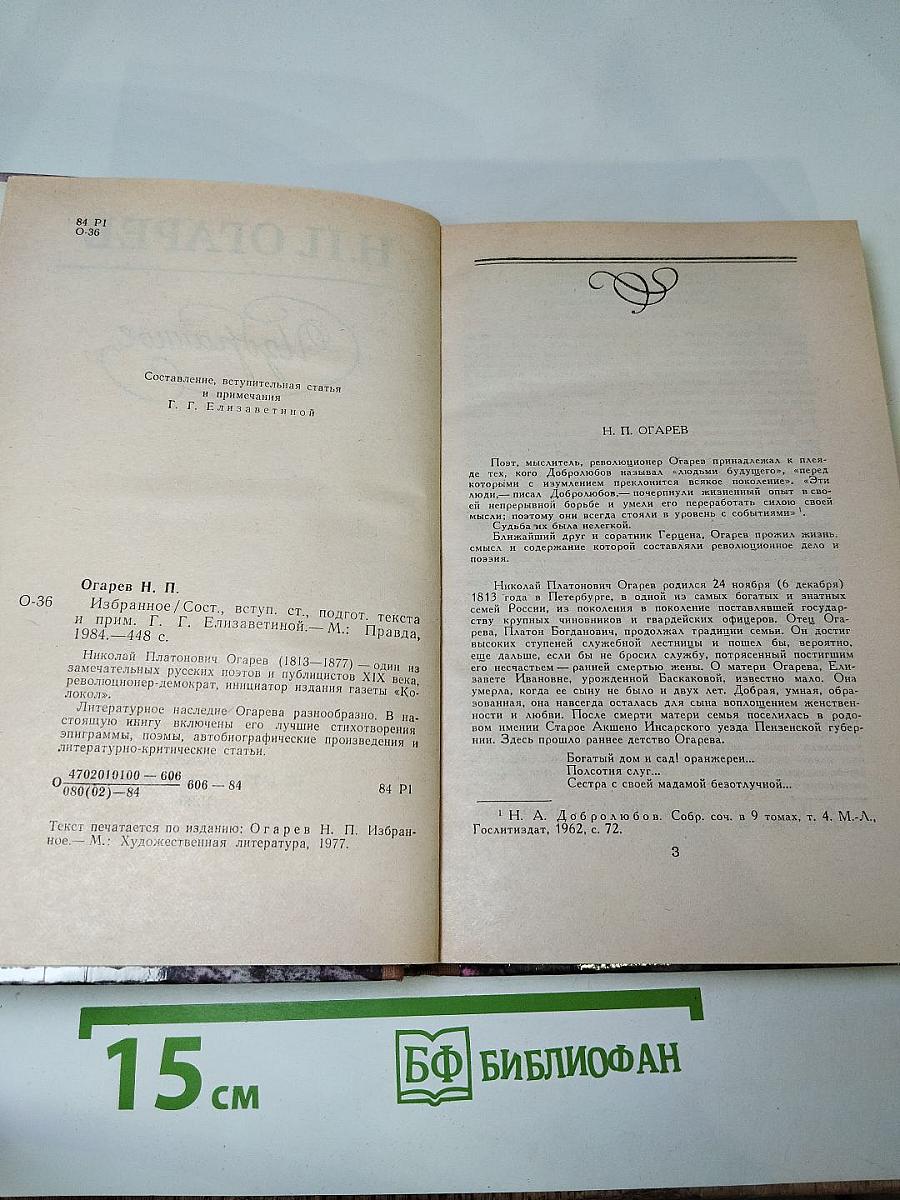 84 Р1
О-36
Составление, вступительная статья
и примечания
Г. Г. Елизаветиной
Огарев Н. П.
О-36
Избранное/Сост., вступ. ст., подгот. текста
и прим. Г. Г. Елизаветиной.— М.: Правда,
1984.—448 с.
Николай Платонович Огарев (1813—1877) — один из
замечательных русских поэтов и публицистов XIX века,
революционер-демократ, инициатор издания газеты «Ко-
локол».
Литературное наследие Огарева разнообразно. В на-
стоящую книгу включены его лучшие стихотворения
эпиграммы, поэмы, автобиографические произведения и
литературно-критические статьи.
О 4702010100 — 606
080(02)—84
606 — 84
84 Р1
Текст печатается по изданию: Огарев Н. П. Избран-
ное.— М.: Художественная литература, 1977.
Н. П. ОГАРЕВ
Поэт, мыслитель, революционер Огарев принадлежал к плея-
де тех, кого Добролюбов называл «людьми будущего», «перед
которыми с изумлением преклонится всякое поколение». «Эти
люди,— писал Добролюбов,— почерпнули жизненный опыт в сво-
ей непрерывной борьбе и умели его переработать силою своей
мысли; поэтому они всегда стояли в уровень с событиями» 1.
Судьба их была нелегкой.
Ближайший друг и соратник Герцена, Огарев прожил жизнь,
смысл и содержание которой составляли революционное дело и
поэзия.
Николай Платонович Огарев родился 24 ноября (6 декабря)
1813 года в Петербурге, в одной из самых богатых и знатных
семей России, из поколения в поколение поставлявшей государ-
ству крупных чиновников и гвардейских офицеров. Отец Ога-
рева, Платон Богданович, продолжал традиции семьи. Он достиг
высоких ступеней служебной лестницы и пошел бы, вероятно,
еще дальше, если бы не бросил службу, потрясенный постигшим
его несчастьем — ранней смертью жены. О матери Огарева, Ели-
завете Ивановне, урожденной Баскаковой, известно мало. Она
умерла, когда ее сыну не было и двух лет. Добрая, умная, обра-
зованная, она навсегда осталась для сына воплощением женствен-
ности и любви. После смерти матери семья поселилась в родо-
вом имении Старое Акшено Инсарского уезда Пензенской губер-
нии. Здесь прошло раннее детство Огарева.
Богатый дом и сад! оранжереи...
Полсотня слуг...
Сестра с своей мадамой безотлучной...
1 Н. А. Добролюбов. Собр. соч. в 9 томах, т. 4. М.-Л.,
Гослитиздат, 1962, с. 72.
3
15 см
БФ БИБЛИОФАН